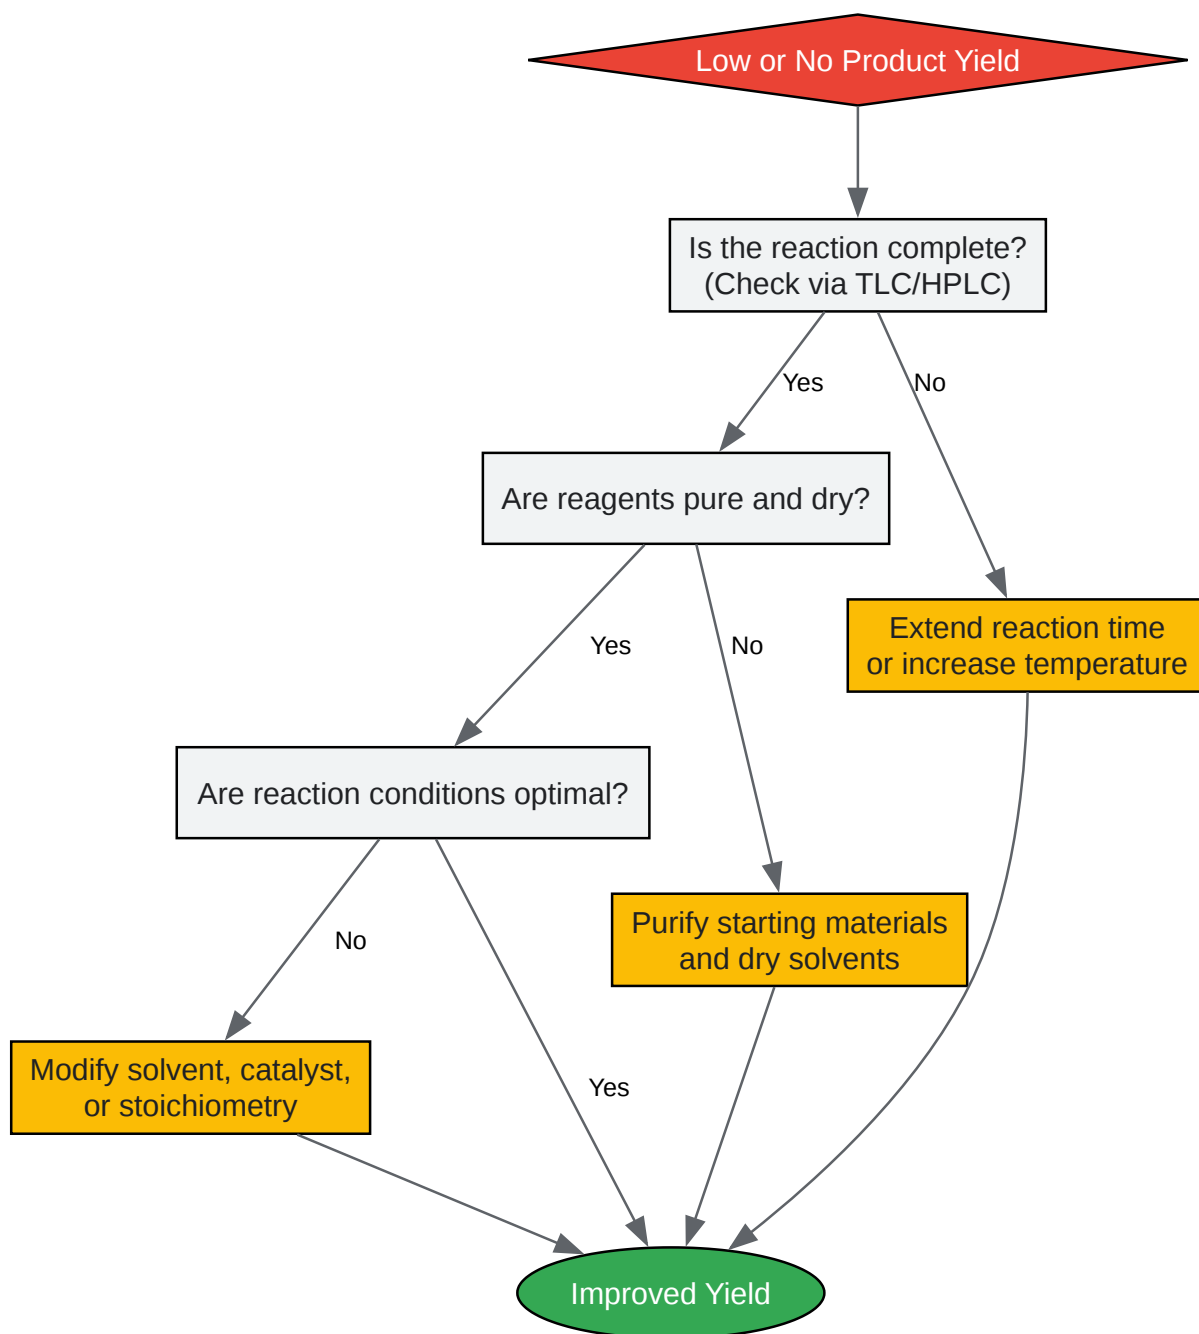 Low or No Product Yield
Is the reaction complete?
(Check via TLC/HPLC)
Yes
No
Are reagents pure and dry?
Extend reaction time
or increase temperature
Yes
No
Are reaction conditions optimal?
Purify starting materials
and dry solvents
No
Modify solvent, catalyst,
or stoichiometry
Yes
Improved Yield